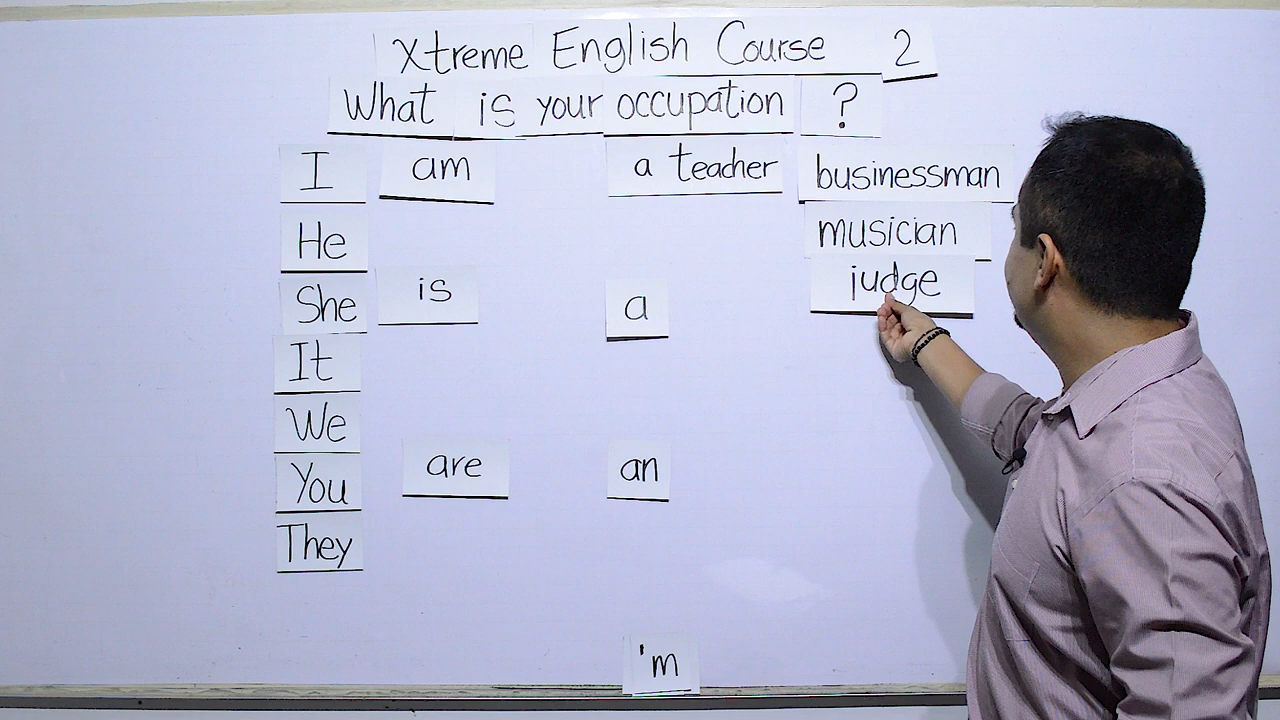 Xtreme English Course 2
What is your occupation ?
I am a teacher businessman
He musician
She is a judge
It
We
You are an
They
'm